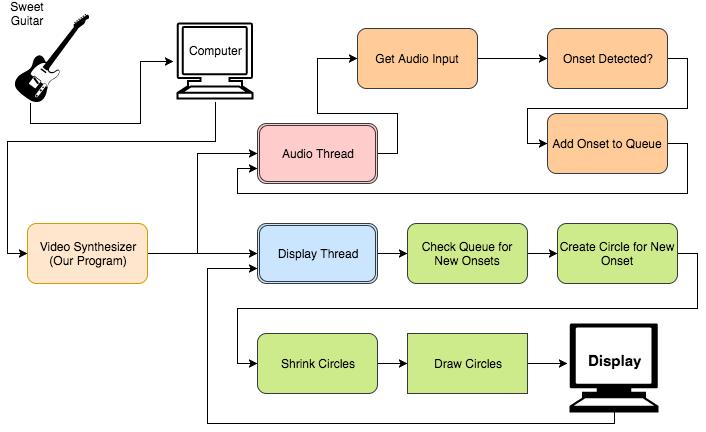 Sweet
Guitar
Computer
Get Audio Input
Onset Detected?
Audio Thread
Add Onset to Queue
Video Synthesizer
(Our Program)
Display Thread
Check Queue for
New Onsets
Create Circle for New
Onset
Shrink Circles
Draw Circles
Display